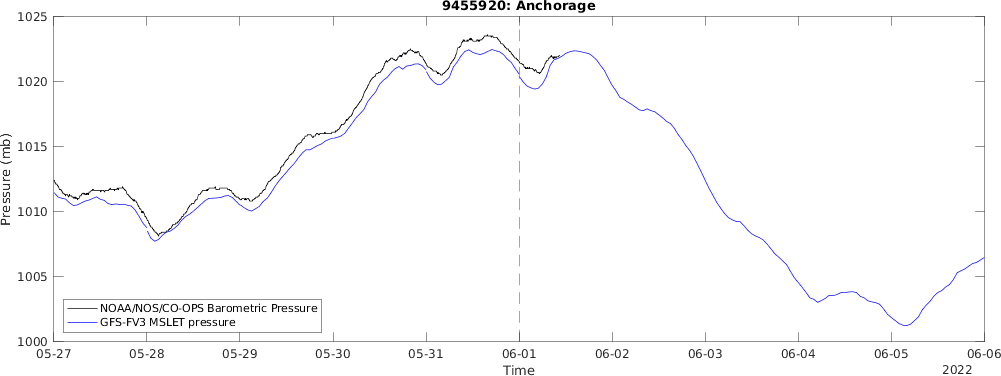 9455920: Anchorage
1025
1020
1015
1010
1005
1000
Pressure (mb)
NOAA/NOS/CO-OPS Barometric Pressure
GFS-FV3 MSLET pressure
05-27 05-28 05-29 05-30 05-31 06-01 06-02 06-03 06-04 06-05 06-06
Time
2022